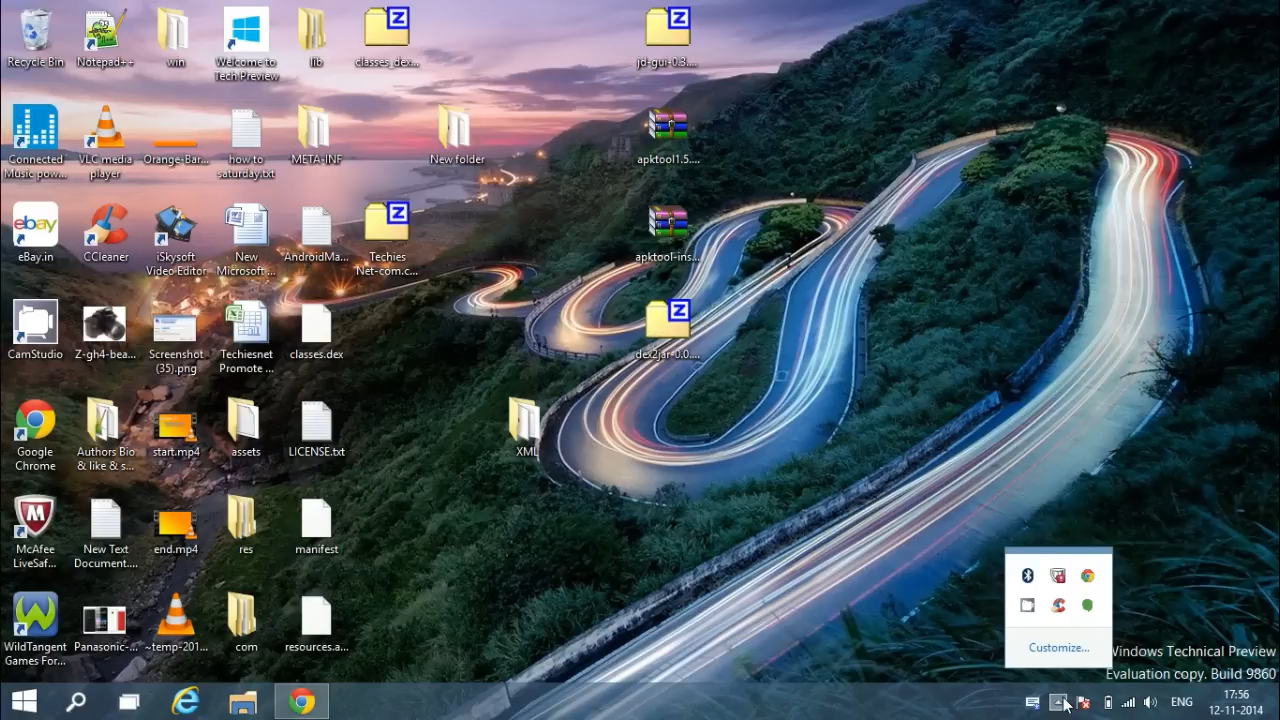 Recycle Bin
Notepad++
win
Welcome to
Tech Preview
lib
classes_dex...
jd-gui-0.3....
Connected
Music pow...
VLC media
player
Orange-Bar...
how to
saturday.txt
META-INF
New folder
apktool1.5....
ebay
eBay.in
CCleaner
iSkysoft
Video Editor
New
Microsoft ...
AndroidMa...
Techies
Net-com.c...
apktool-ins...
CamStudio
Z-gh4-bea...
Screenshot
(35).png
Techiesnet
Promote ...
classes.dex
dex2jar-0.0....
Google
Chrome
Authors Bio
& like & s...
start.mp4
assets
LICENSE.txt
XML
McAfee
LiveSaf...
New Text
Document....
end.mp4
res
manifest
WildTangent
Games For...
Panasonic-...
~temp-201...
com
resources.a...
Customize...
Windows Technical Preview
Evaluation copy. Build 9860
ENG
17:56
12-11-2014